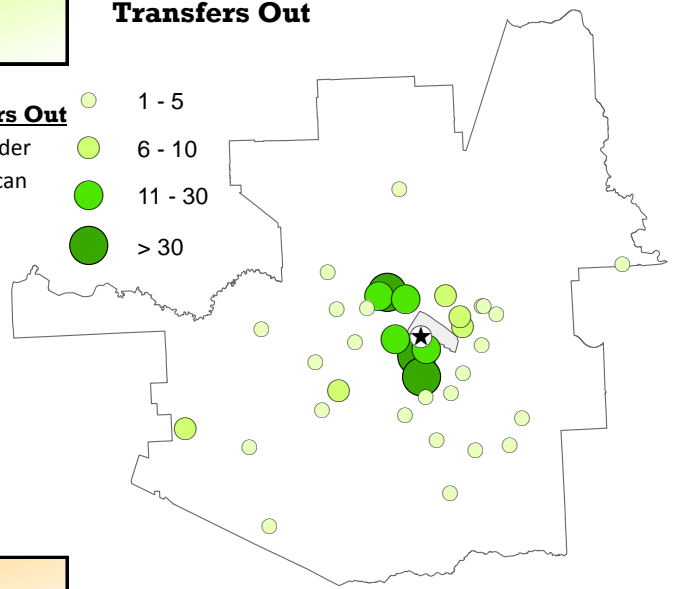 Transfers Out
rs Out
der
can
1 - 5
6 - 10
11 - 30
> 30